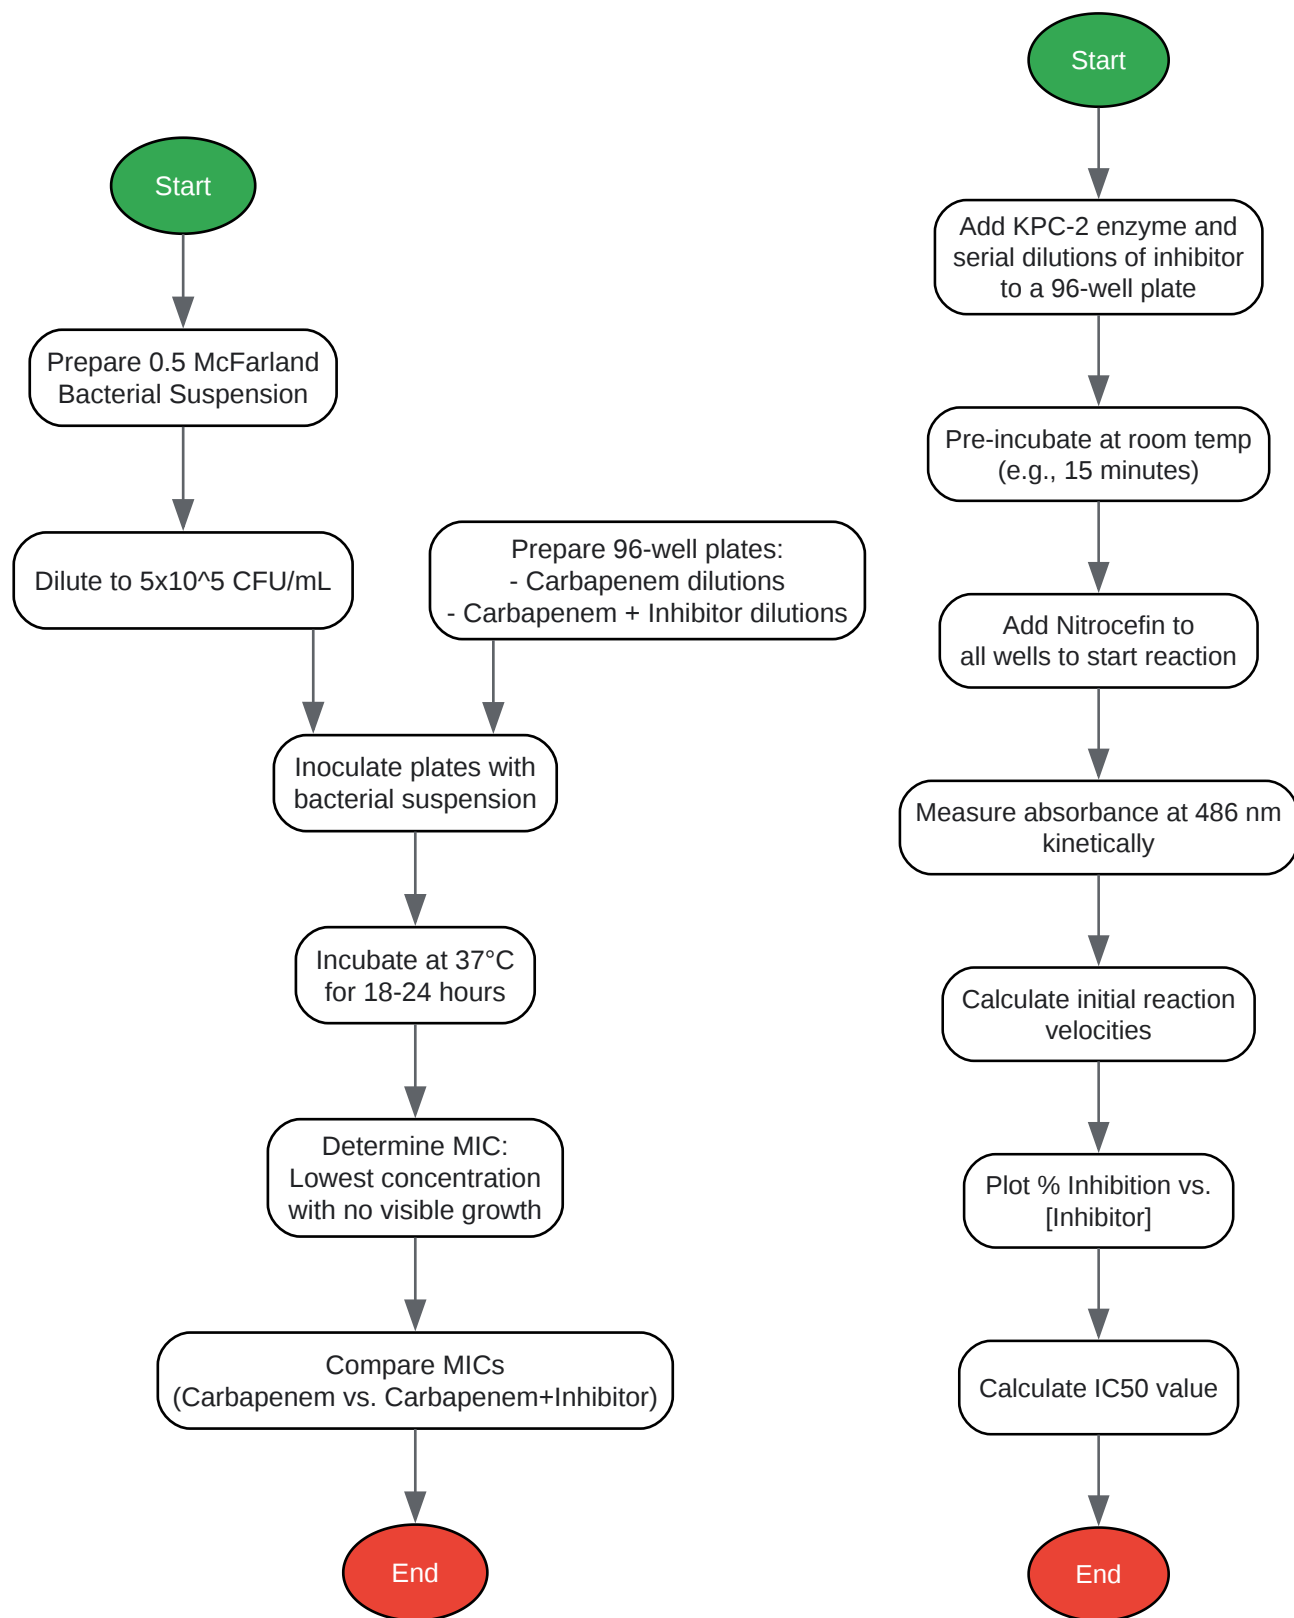 Start
Prepare 0.5 McFarland
Bacterial Suspension
Dilute to 5x10^5 CFU/mL
Prepare 96-well plates:
- Carbapenem dilutions
- Carbapenem + Inhibitor dilutions
Inoculate plates with
bacterial suspension
Incubate at 37°C
for 18-24 hours
Determine MIC:
Lowest concentration
with no visible growth
Compare MICs
(Carbapenem vs. Carbapenem+Inhibitor)
End
Start
Add KPC-2 enzyme and
serial dilutions of inhibitor
to a 96-well plate
Pre-incubate at room temp
(e.g., 15 minutes)
Add Nitrocefin to
all wells to start reaction
Measure absorbance at 486 nm
kinetically
Calculate initial reaction
velocities
Plot % Inhibition vs.
[Inhibitor]
Calculate IC50 value
End